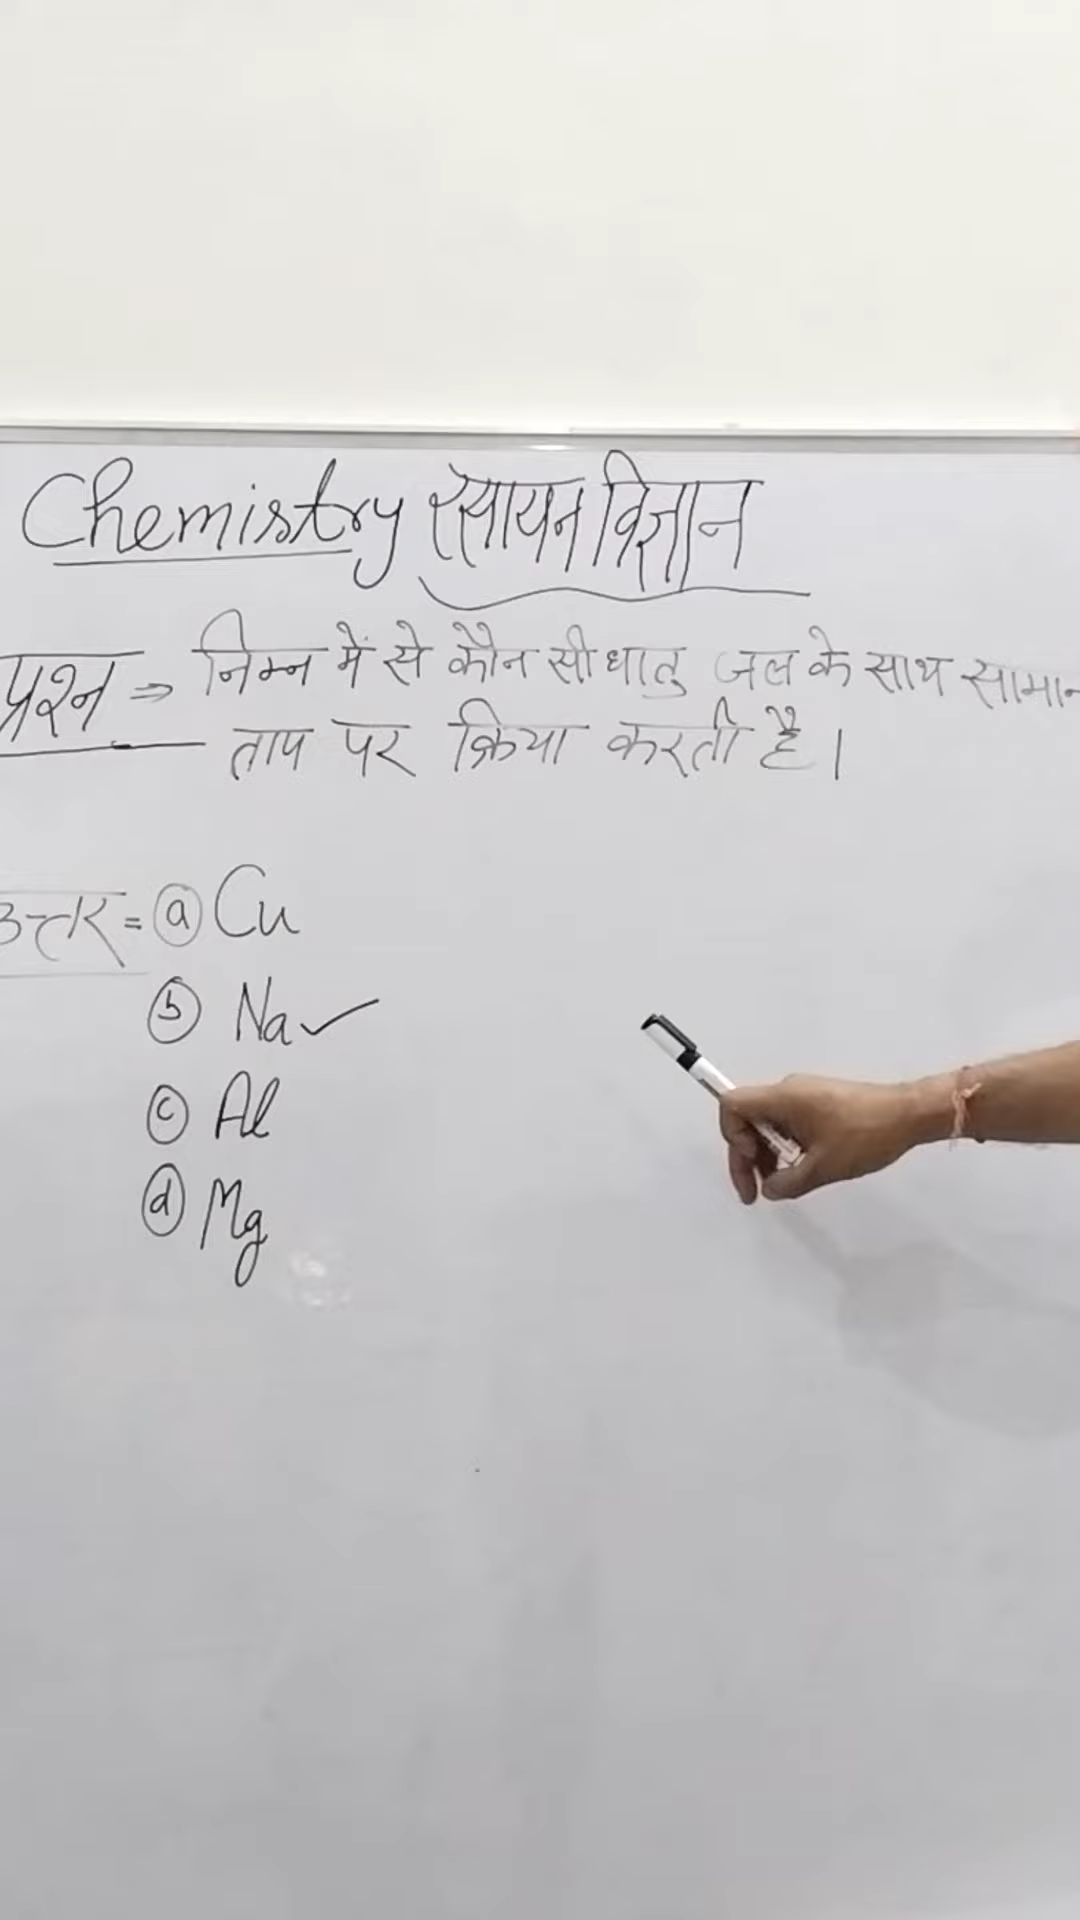 Chemistry रसायन विज्ञान
प्रश्न ⇒ निम्न में से कौन सी धातु जल के साथ सामान
ताप पर क्रिया करती है।
उत्तर = (a) Cu
(b) Na ✓
(c) Al
(d) Mg